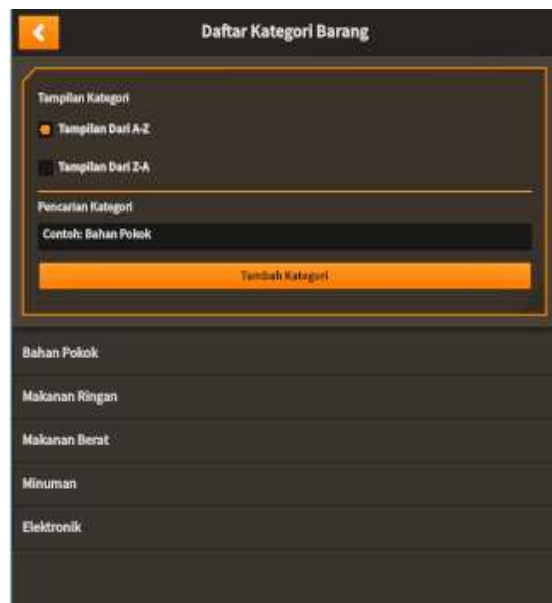 Daftar Kategori Barang
Tampilan Kategori
Tampilan Dari A-Z
Tampilan Dari Z-A
Pencarian Kategori
Contoh: Bahan Pokok
Tambah Kategori
Bahan Pokok
Makanan Ringan
Makanan Berat
Minuman
Elektronik